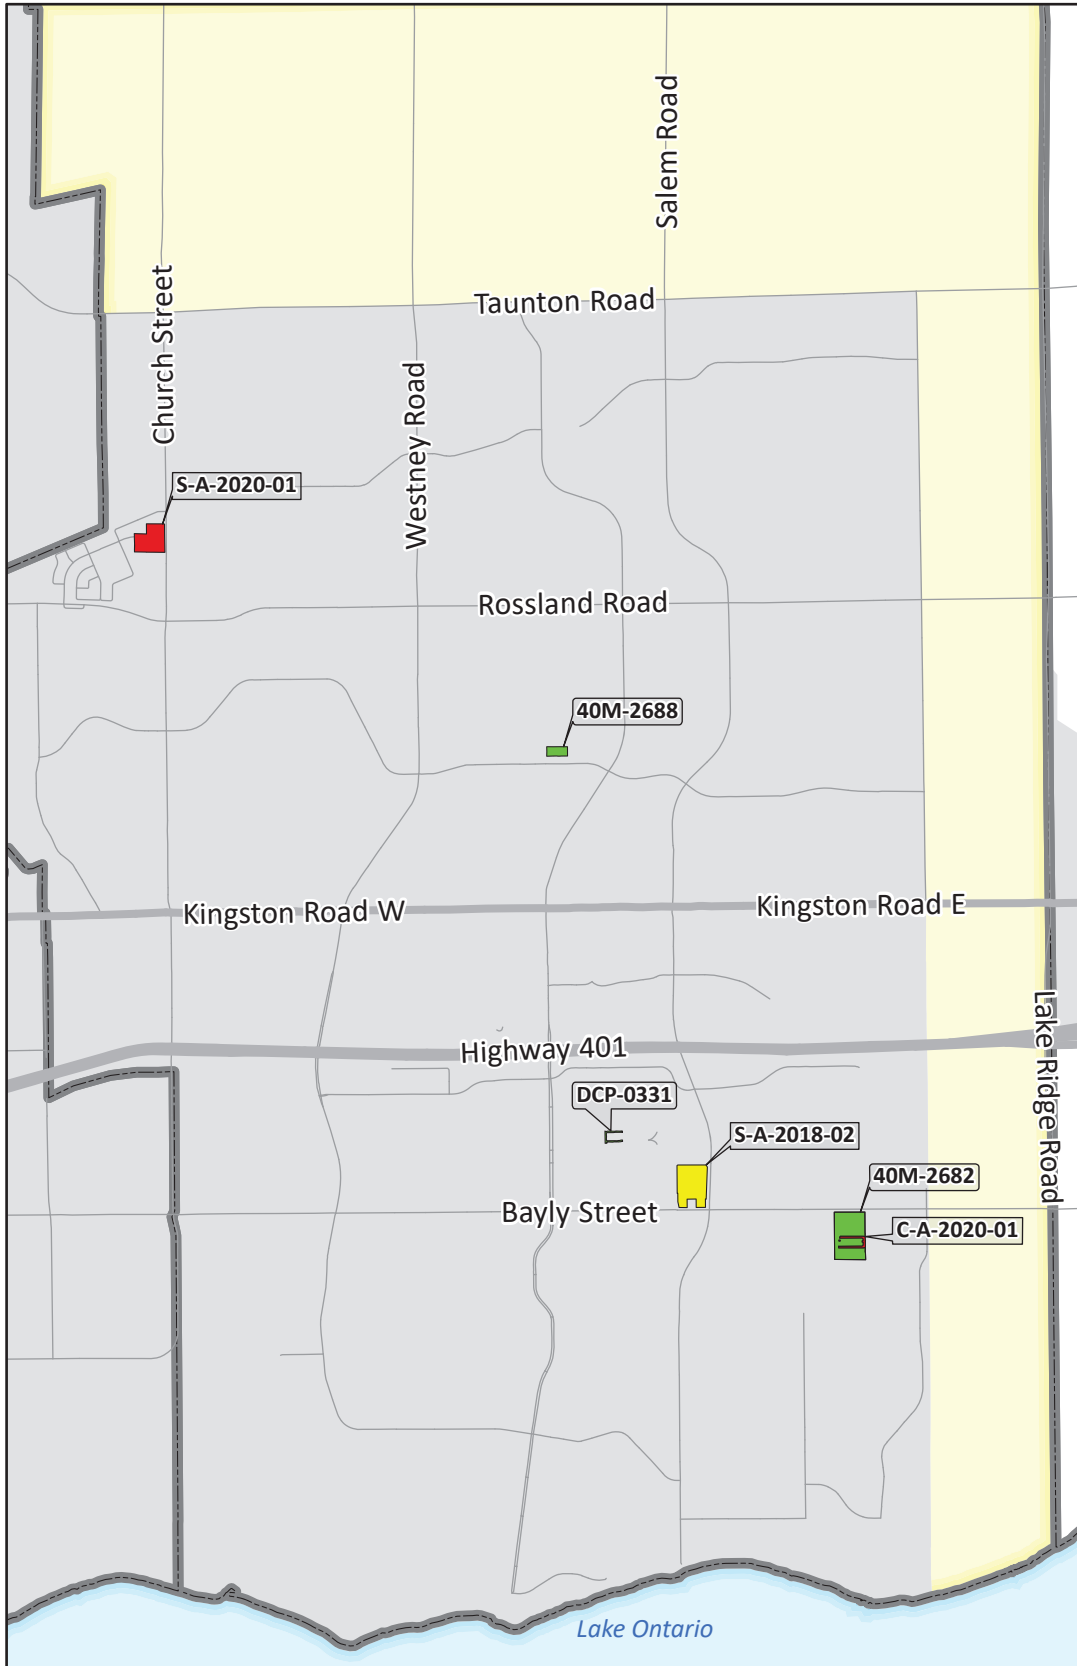 Salem Road
Taunton Road
Church Street
Westney Road
S-A-2020-01
Rossland Road
40M-2688
Kingston Road W
Kingston Road E
Lake Ridge Road
Highway 401
DCP-0331
S-A-2018-02
40M-2682
Bayly Street
C-A-2020-01
Lake Ontario